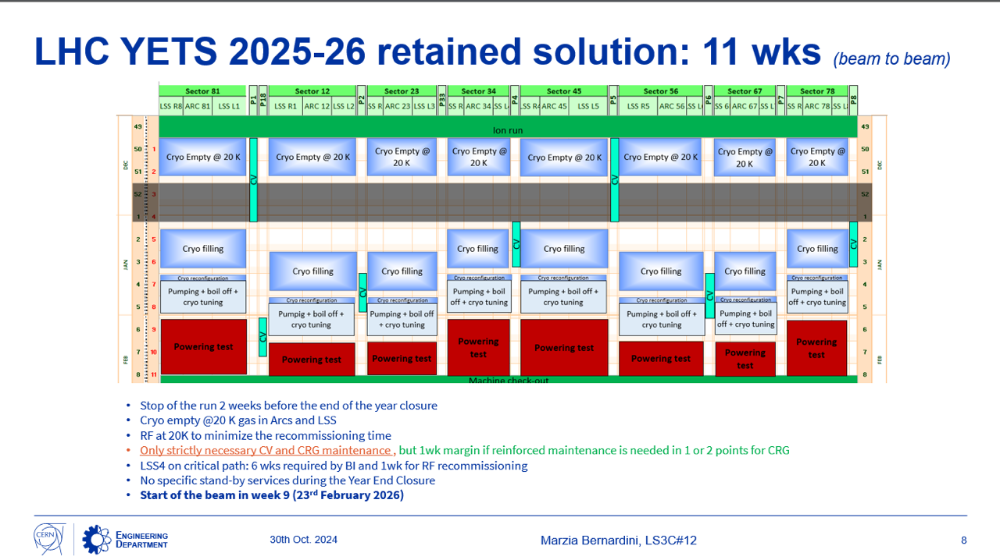 LHC YETS 2025-26 retained solution: 11 wks (beam to beam)
Sector 81 Sector 12 Sector 23 Sector 34 Sector 45 Sector 56 Sector 67 Sector 78
P1 P18 P2 P33 P4 P5 P6 P7 P8
LSS R8 ARC 81 LSS L1 LSS R1 ARC 12 LSS L2 SS R ARC 23 LSS L3 SS R ARC 34 SS L SS R4 ARC 45 LSS L5 LSS R5 ARC 56 SS L SS 6 ARC 67 SS L SS R ARC 78 SS L
49 Ion run 49
DEC 50 1 50 DEC
Cryo Empty @ 20 K Cryo Empty @ 20 K Cryo Empty @
20 K Cryo Empty @
20 K Cryo Empty @ 20 K Cryo Empty @ 20 K Cryo Empty @
20 K Cryo Empty @
20 K
51 2 51
CV CV
52 3 52
1 4 1
JAN 2 5 2 JAN
Cryo filling Cryo filling Cryo filling Cryo filling
CV CV
3 6 3
Cryo filling Cryo filling Cryo filling Cryo filling
4 7 4
Cryo reconfiguration Cryo reconfiguration Cryo reconfiguration Cryo reconfiguration
Pumping + boil off +
cryo tuning Pumping + boil
off + cryo tuning Pumping + boil off +
cryo tuning Pumping + boil
off + cryo tuning
CV CV
5 8 5
Cryo reconfiguration Cryo reconfiguration Cryo reconfiguration Cryo reconfiguration
Pumpig + boil off +
cryo tuning Pumping + boil off
+ cryo tuning Pumping + boil off +
cryo tuning Pumping + boil
off + cryo tuning
FEB 6 9 6 FEB
CV
Powering test Powering
test Powering test Powering
test
7 10 7
Powering test Powering test Powering test Powering
test
8 11 Machine check-out 8
• Stop of the run 2 weeks before the end of the year closure
• Cryo empty @20 K gas in Arcs and LSS
• RF at 20K to minimize the recommissioning time
• Only strictly necessary CV and CRG maintenance , but 1wk margin if reinforced maintenance is needed in 1 or 2 points for CRG
• LSS4 on critical path: 6 wks required by BI and 1wk for RF recommissioning
• No specific stand-by services during the Year End Closure
• Start of the beam in week 9 (23rd February 2026)
CERN ENGINEERING
DEPARTMENT
30th Oct. 2024 Marzia Bernardini, LS3C#12 8